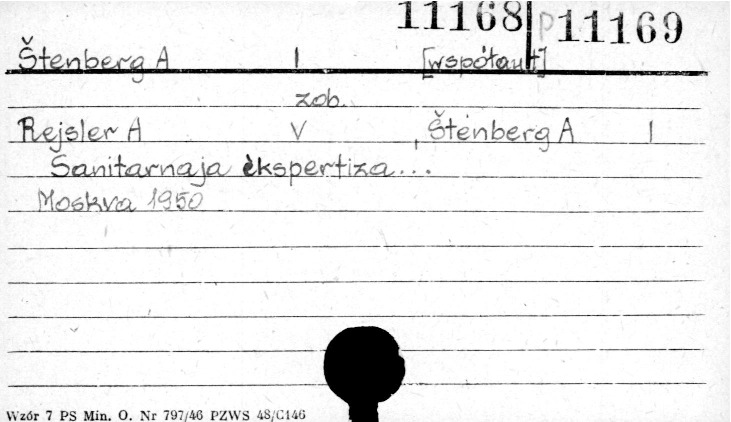 11168 p 11169
Štenberg A I [współaut]
zob.
Rejsler A V , Štenberg A I
Sanitarnaja èkspertiza...
Moskva 1950
Wzór 7 PS Min. O. Nr 797/46 PZWS 48/C146